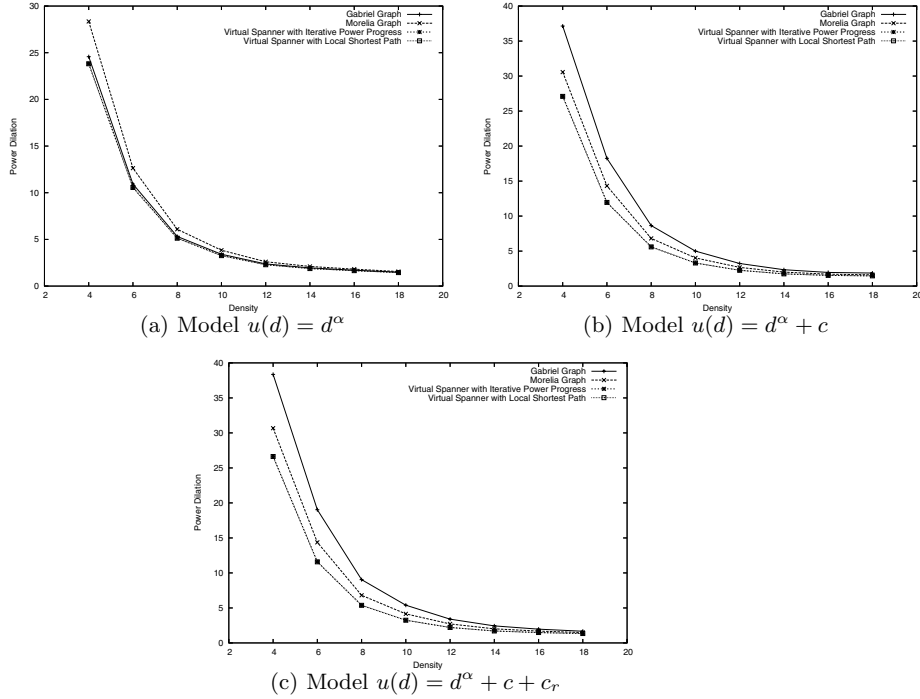 Gabriel Graph
Morelia Graph
Virtual Spanner with Iterative Power Progress
Virtual Spanner with Local Shortest Path
30
25
20
15
10
5
0
Power Dilation
2 4 6 8 10 12 14 16 18 20
Density
(a) Model u(d) = d^α
Gabriel Graph
Morelia Graph
Virtual Spanner with Iterative Power Progress
Virtual Spanner with Local Shortest Path
40
35
30
25
20
15
10
5
0
Power Dilation
2 4 6 8 10 12 14 16 18 20
Density
(b) Model u(d) = d^α + c
Gabriel Graph
Morelia Graph
Virtual Spanner with Iterative Power Progress
Virtual Spanner with Local Shortest Path
40
35
30
25
20
15
10
5
0
Power Dilation
2 4 6 8 10 12 14 16 18 20
Density
(c) Model u(d) = d^α + c + c_r